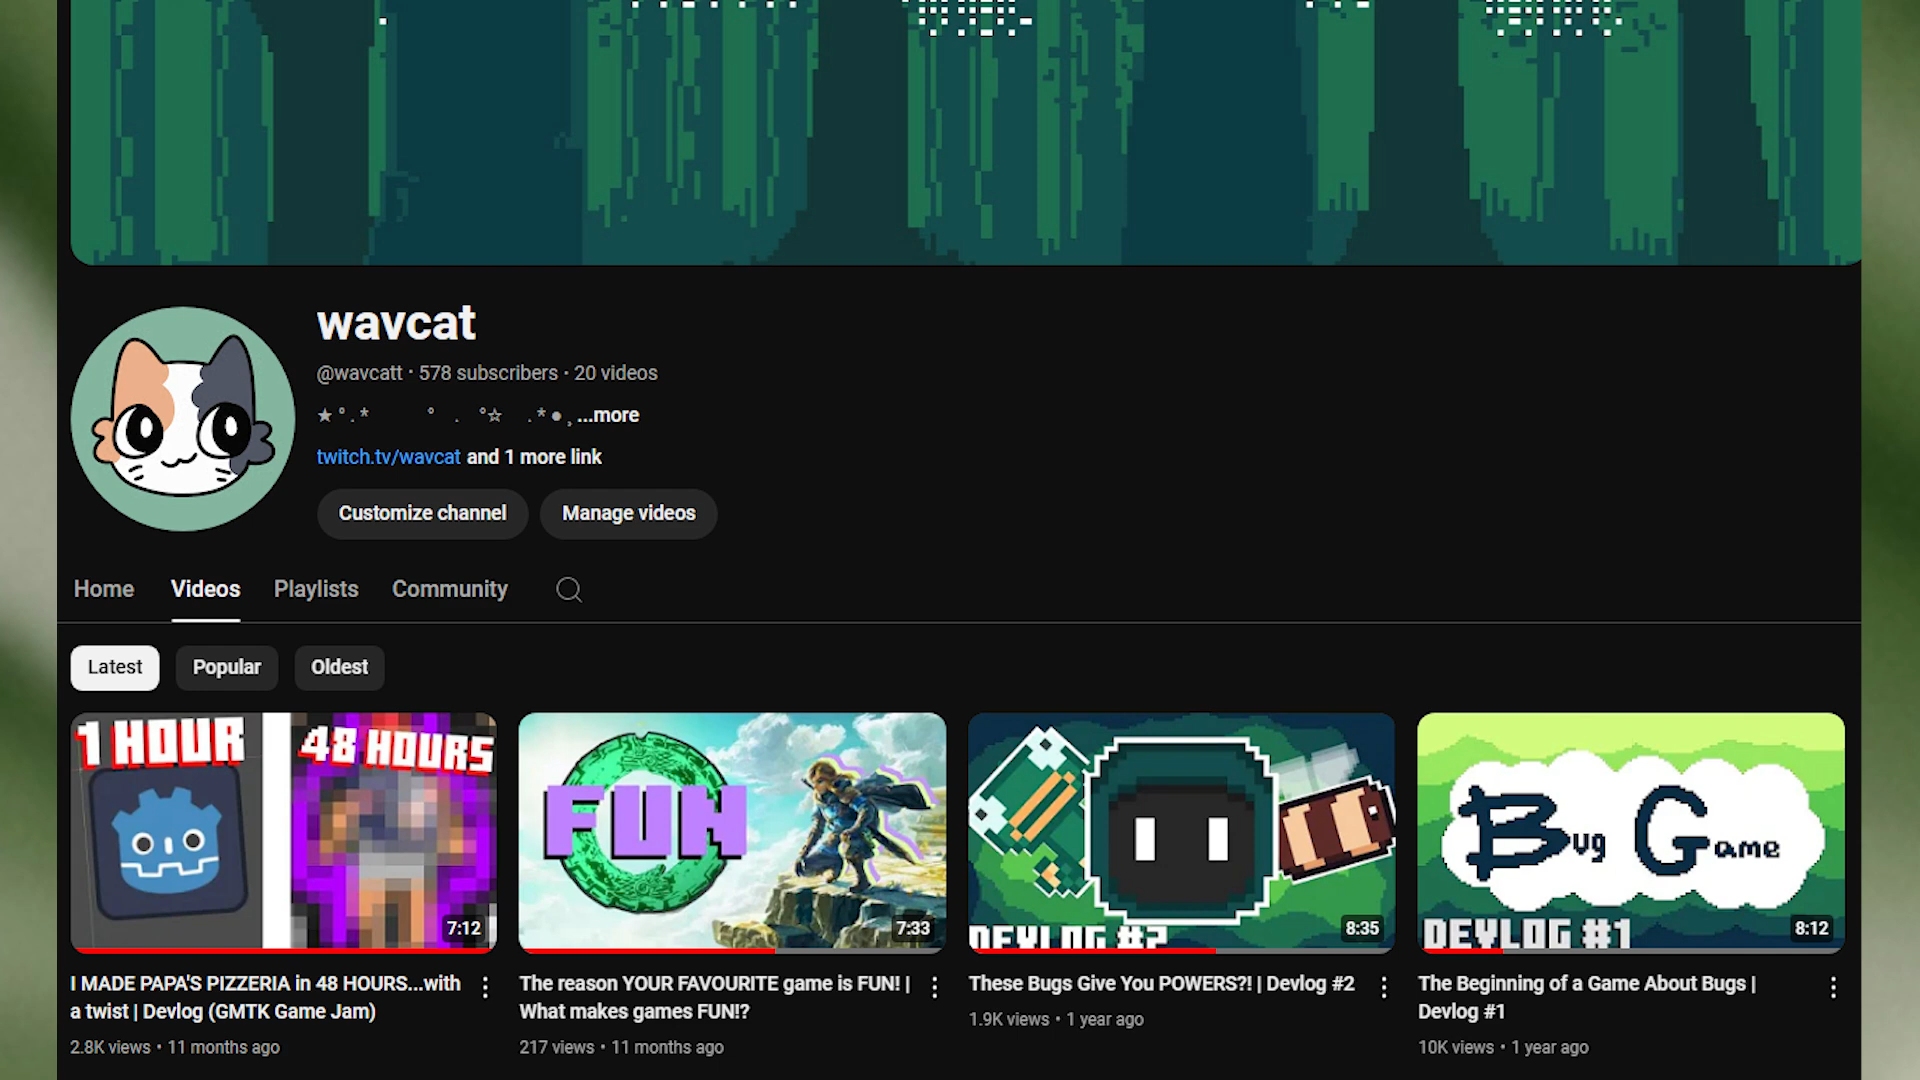 wavcat
@wavcatt • 578 subscribers • 20 videos
...more
twitch.tv/wavcat and 1 more link
Customize channel Manage videos
Home Videos Playlists Community
Latest Popular Oldest
1 HOUR
48 HOURS
7:12
FUN
7:33
DEVLOG #2
8:35
Bug Game
DEVLOG #1
8:12
I MADE PAPA'S PIZZERIA in 48 HOURS...with
a twist | Devlog (GMTK Game Jam)
2.8K views • 11 months ago
The reason YOUR FAVOURITE game is FUN! |
What makes games FUN!?
217 views • 11 months ago
These Bugs Give You POWERS?! | Devlog #2
1.9K views • 1 year ago
The Beginning of a Game About Bugs |
Devlog #1
10K views • 1 year ago